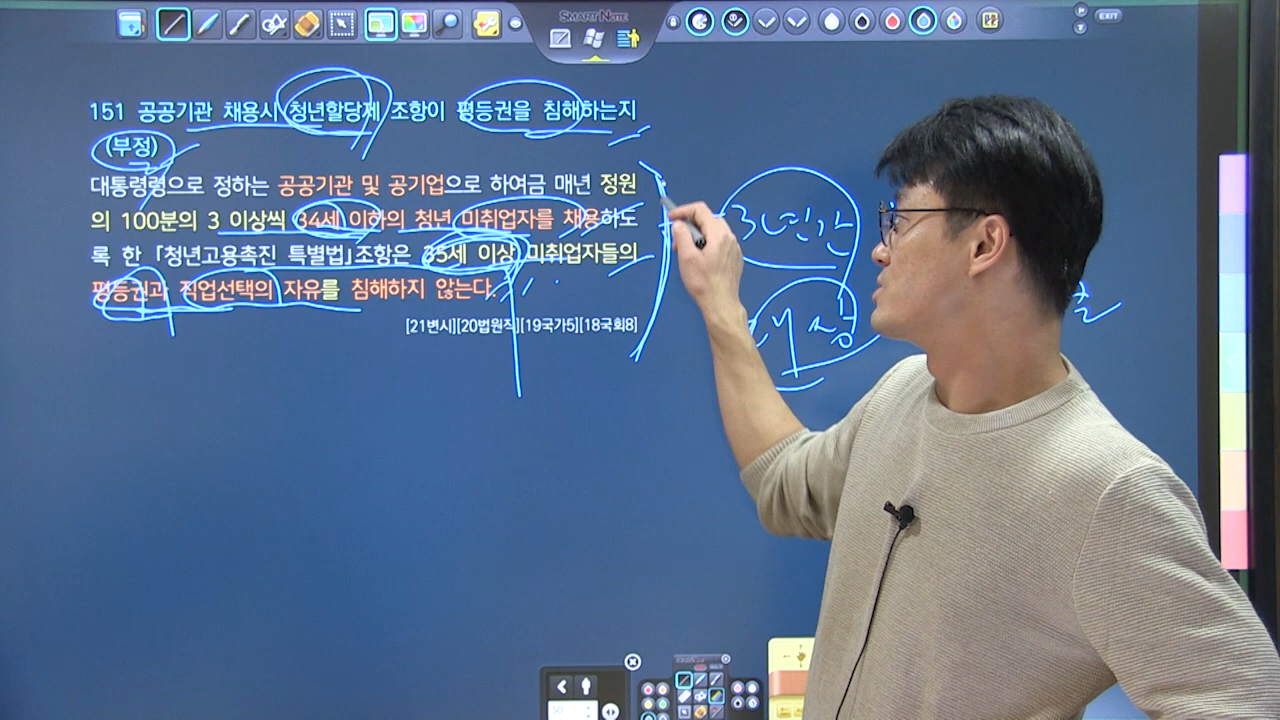 SMART NOTE
EXIT
151 공공기관 채용시 청년할당제 조항이 평등권을 침해하는지
(부정)
대통령령으로 정하는 공공기관 및 공기업으로 하여금 매년 정원
의 100분의 3 이상씩 34세 이하의 청년 미취업자를 채용하도
록 한 「청년고용촉진 특별법」조항은 35세 이상 미취업자들의
평등권과 직업선택의 자유를 침해하지 않는다.
[21변시][20법원직][19국가5][18국회8]
3년간
50